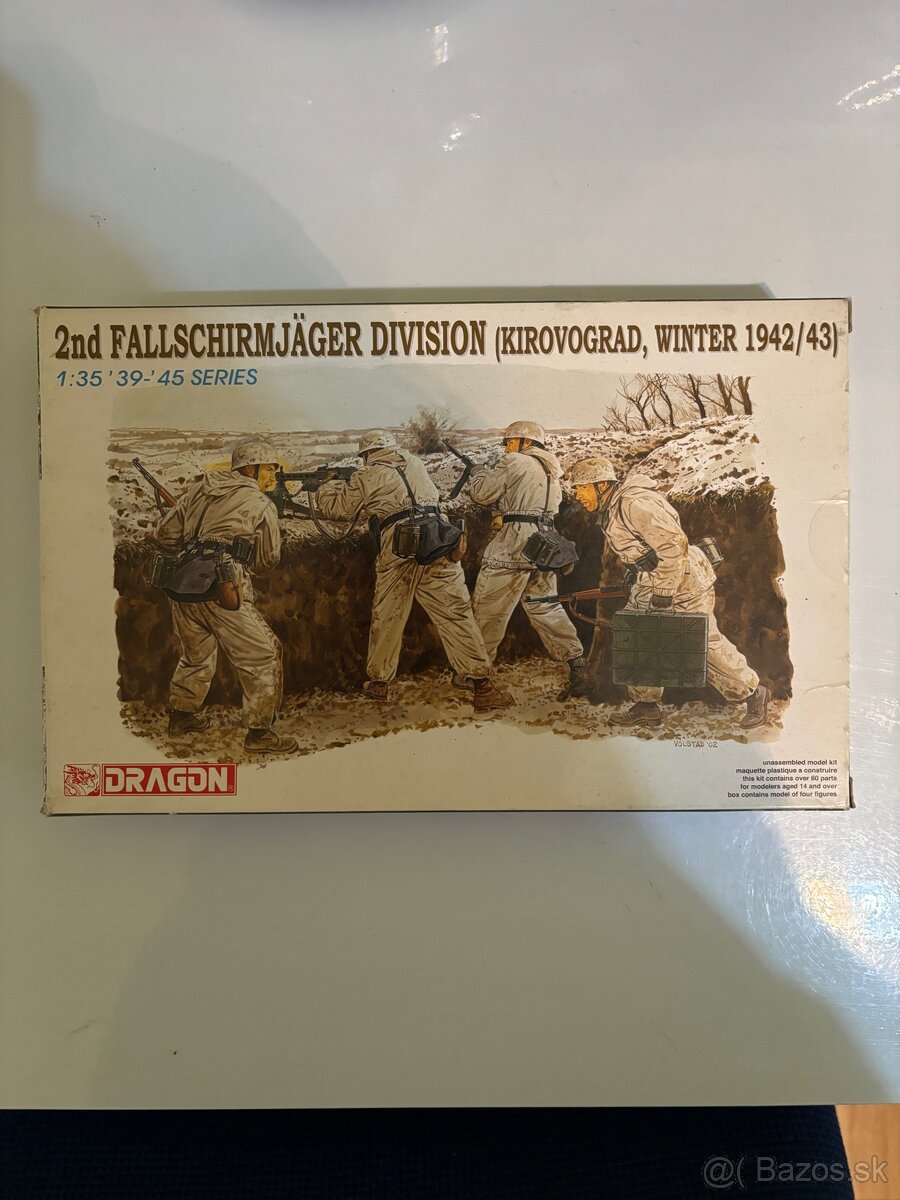 2nd FALLSCHIRMJÄGER DIVISION (KIROVOGRAD, WINTER 1942/43)
1:35 '39-'45 SERIES
VOLSTAD '02
DRAGON®
unassembled model kit
maquette plastique a construire
this kit contains over 60 parts
for modelers aged 14 and over
box contains model of four figures
@( Bazos.sk